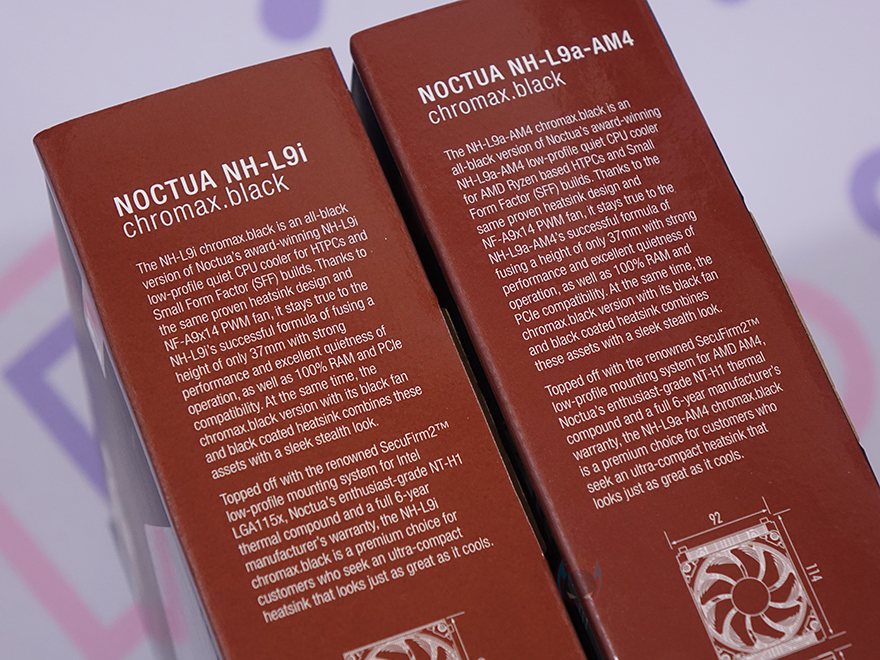 NOCTUA NH-L9i
chromax.black
The NH-L9i chromax.black is an all-black
version of Noctua's award-winning NH-L9i
low-profile quiet CPU cooler for HTPCs and
Small Form Factor (SFF) builds. Thanks to
the same proven heatsink design and
NF-A9x14 PWM fan, it stays true to the
NH-L9i's successful formula of fusing a
height of only 37mm with strong
performance and excellent quietness of
operation, as well as 100% RAM and PCIe
compatibility. At the same time, the
chromax.black version with its black fan
and black coated heatsink combines these
assets with a sleek stealth look.
Topped off with the renowned SecuFirm2™
low-profile mounting system for Intel
LGA115x, Noctua's enthusiast-grade NT-H1
thermal compound and a full 6-year
manufacturer's warranty, the NH-L9i
chromax.black is a premium choice for
customers who seek an ultra-compact
heatsink that looks just as great as it cools.
NOCTUA NH-L9a-AM4
chromax.black
The NH-L9a-AM4 chromax.black is an
all-black version of Noctua's award-winning
NH-L9a-AM4 low-profile quiet CPU cooler
for AMD Ryzen based HTPCs and Small
Form Factor (SFF) builds. Thanks to the
same proven heatsink design and
NF-A9x14 PWM fan, it stays true to the
NH-L9a-AM4's successful formula of
fusing a height of only 37mm with strong
performance and excellent quietness of
operation, as well as 100% RAM and
PCIe compatibility. At the same time, the
chromax.black version with its black fan
and black coated heatsink combines
these assets with a sleek stealth look.
Topped off with the renowned SecuFirm2™
low-profile mounting system for AMD AM4,
Noctua's enthusiast-grade NT-H1 thermal
compound and a full 6-year manufacturer's
warranty, the NH-L9a-AM4 chromax.black
is a premium choice for customers who
seek an ultra-compact heatsink that
looks just as great as it cools.
92
114